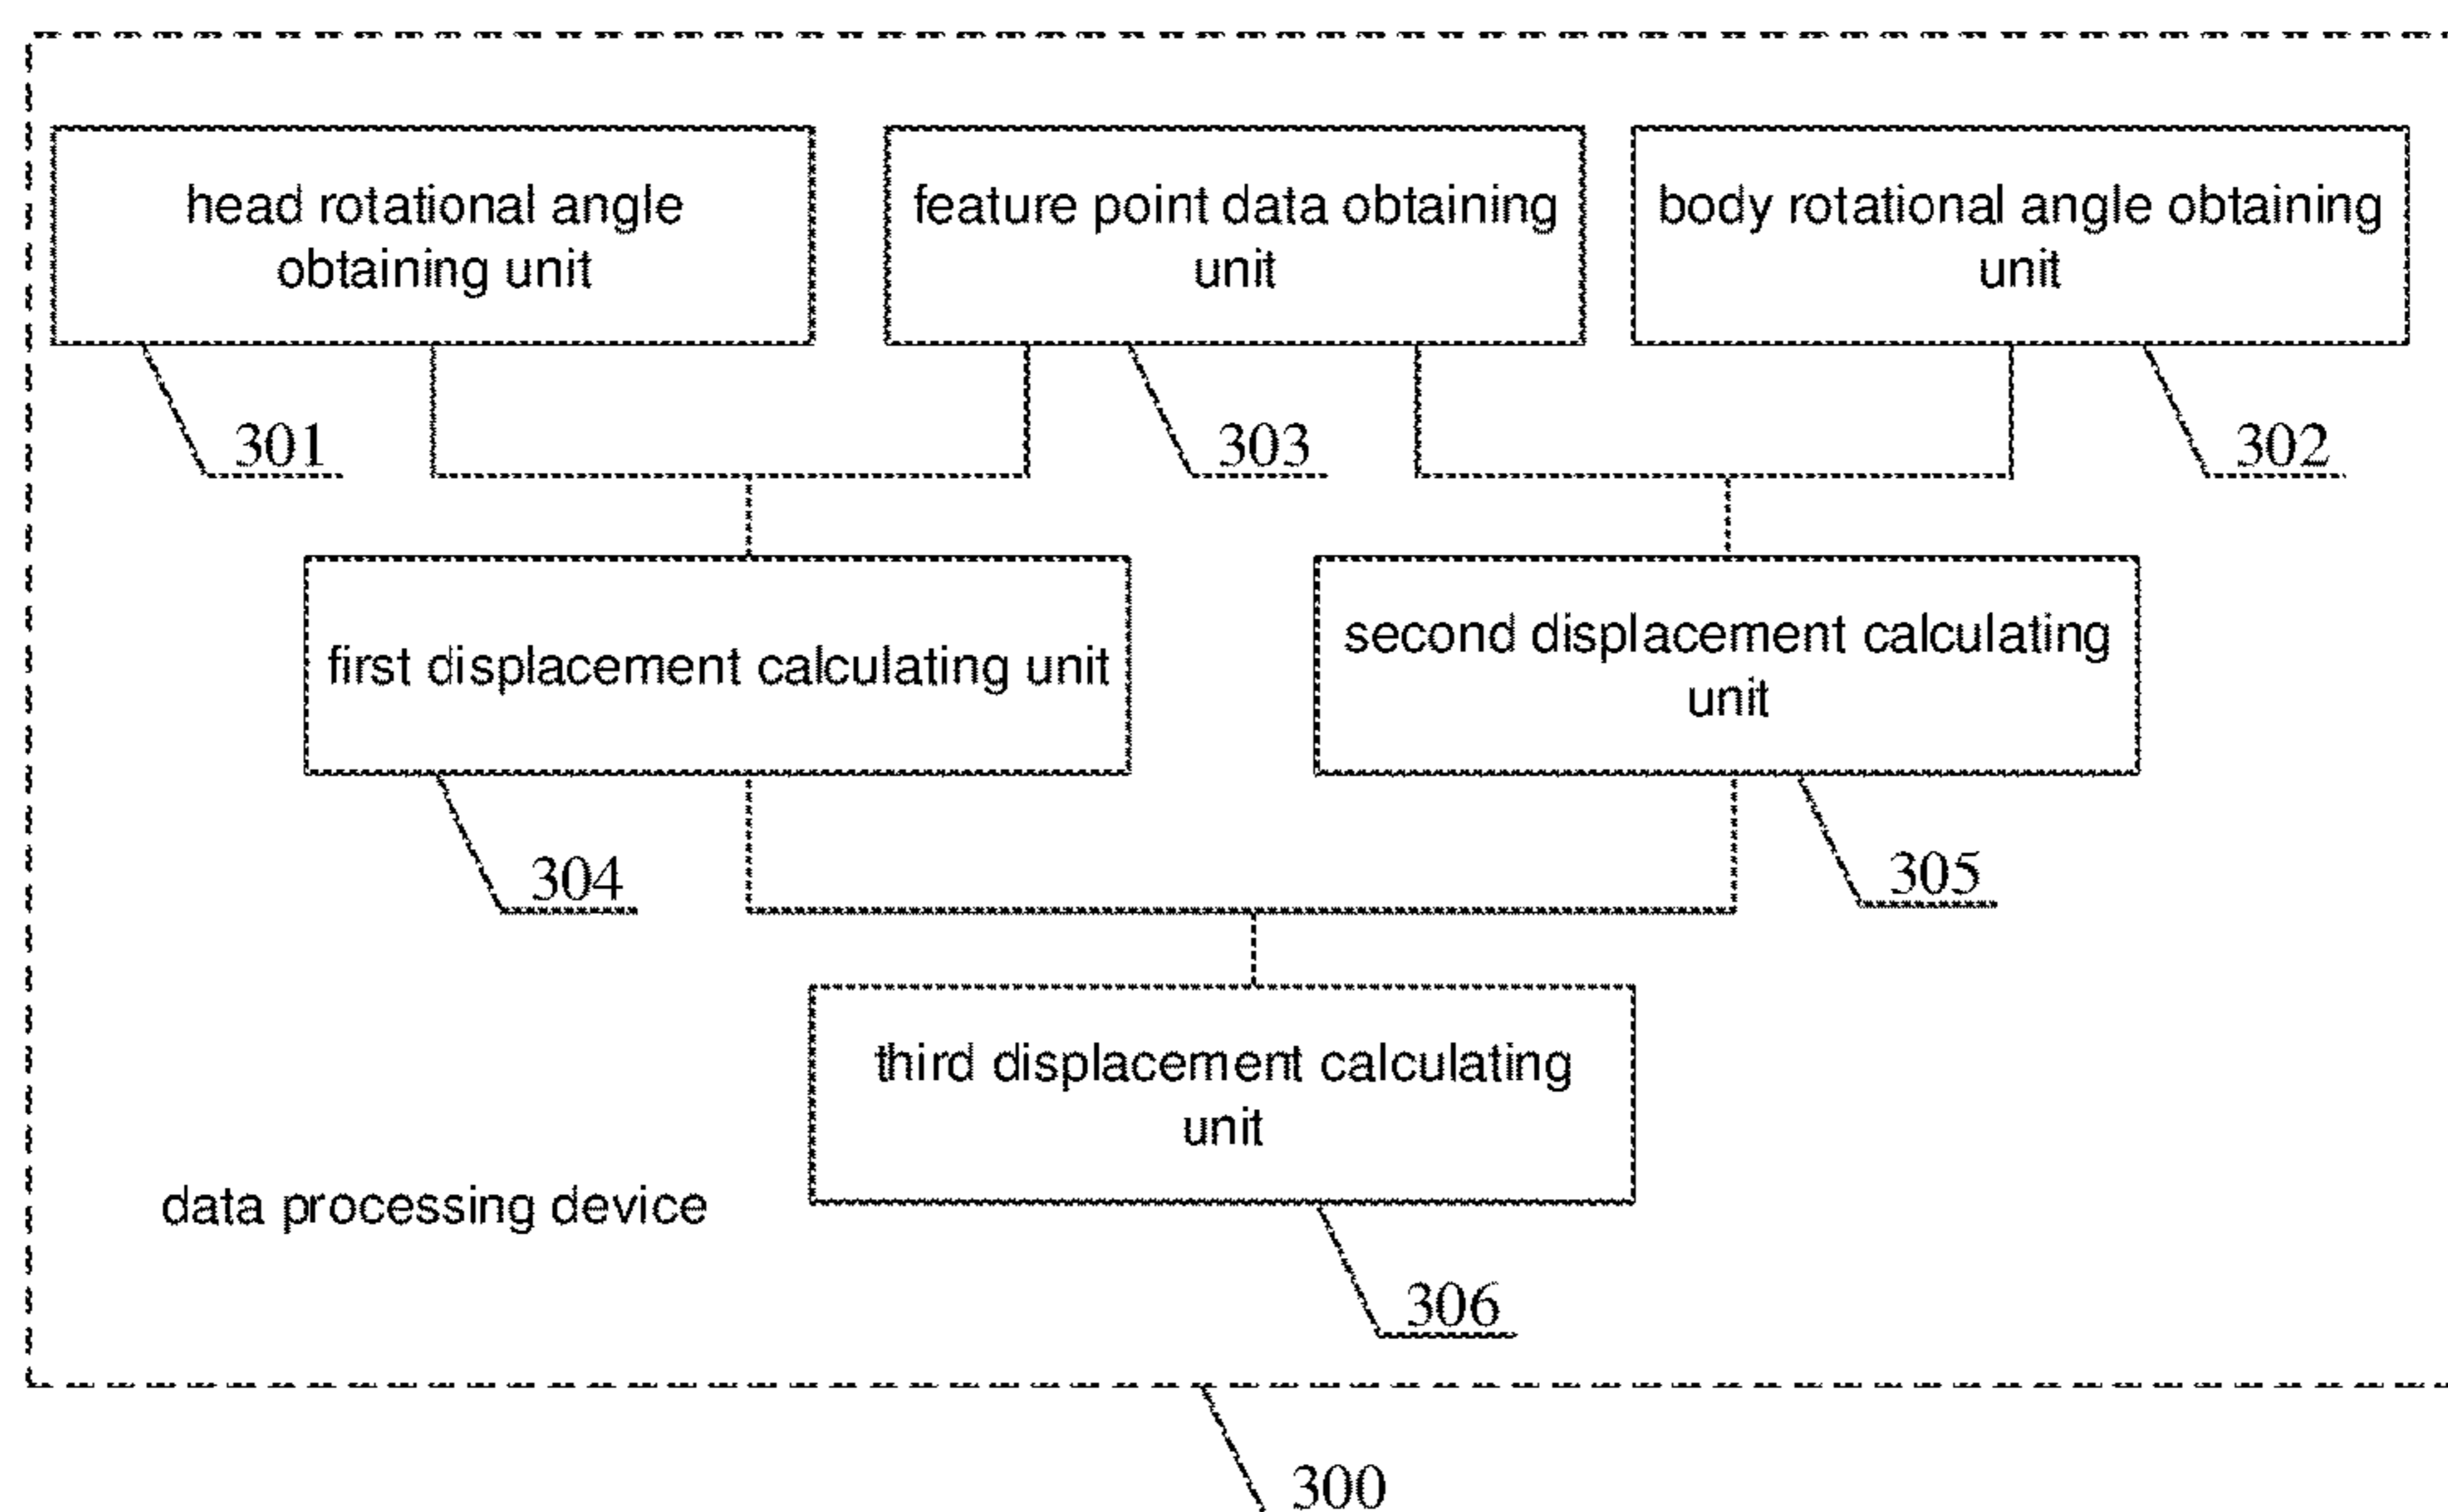 head rotational angle
obtaining unit
feature point data obtaining
unit
body rotational angle obtaining
unit
301
303
302
first displacement calculating unit
second displacement calculating
unit
304
305
third displacement calculating
unit
data processing device
306
300